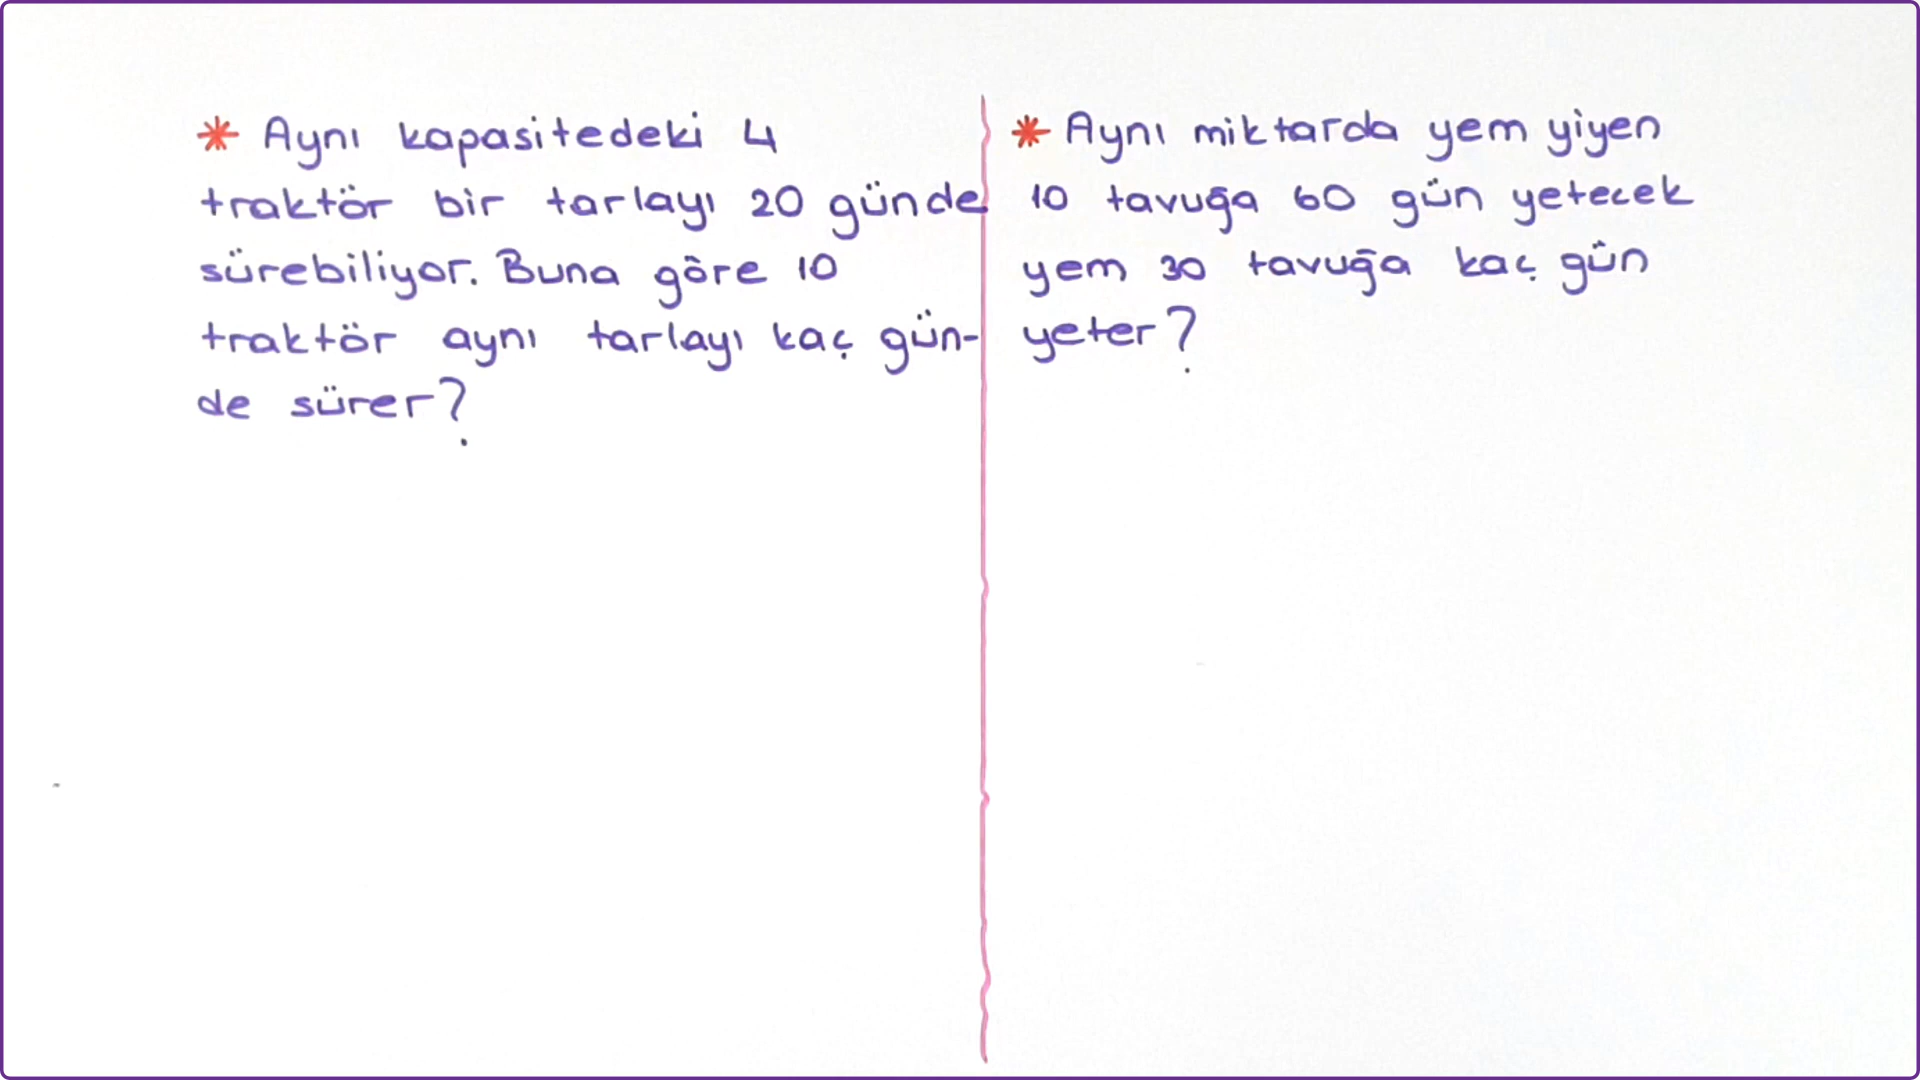 * Aynı kapasitedeki 4
traktör bir tarlayı 20 günde
sürebiliyor. Buna göre 10
traktör aynı tarlayı kaç gün-
de sürer?
* Aynı miktarda yem yiyen
10 tavuğa 60 gün yetecek
yem 30 tavuğa kaç gün
yeter?